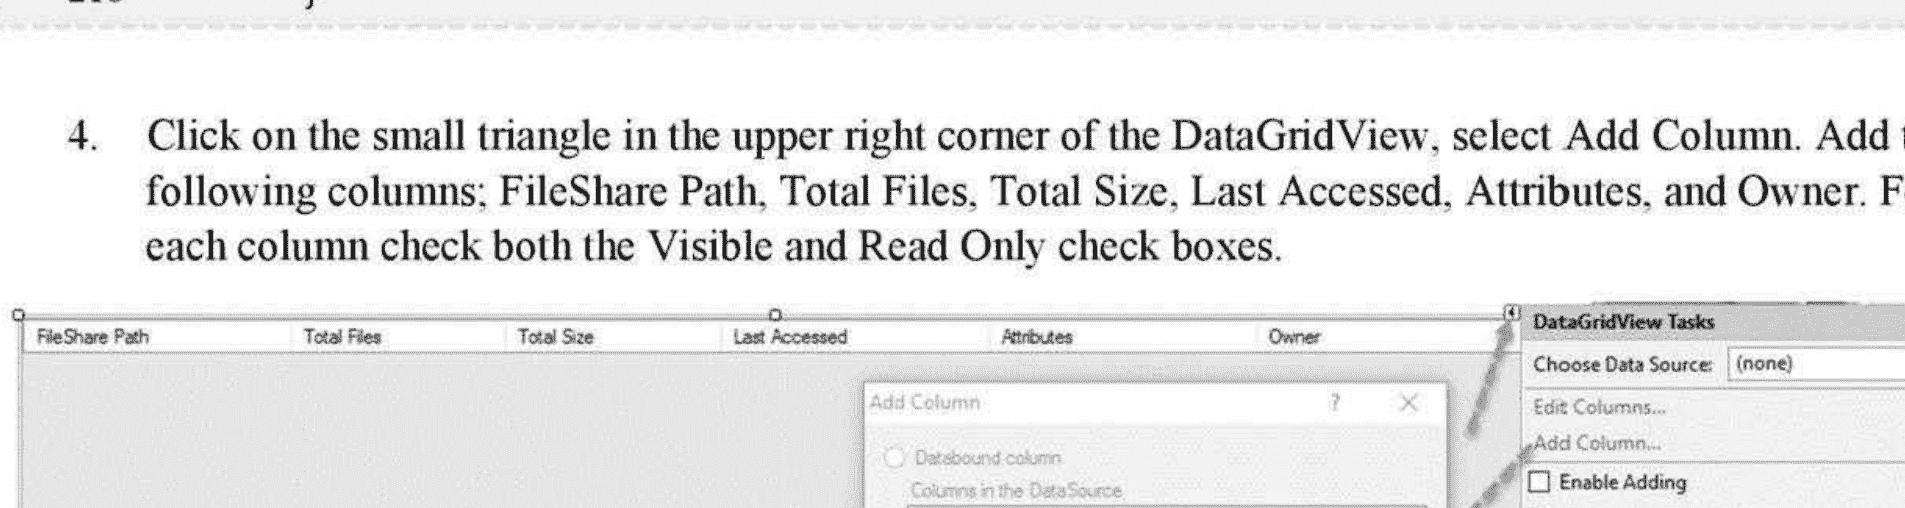 4. Click on the small triangle in the upper right corner of the DataGridView, select Add Column. Add
following columns; FileShare Path, Total Files, Total Size, Last Accessed, Attributes, and Owner.
each column check both the Visible and Read Only check boxes.
FileShare Path Total Files Total Size Last Accessed Attributes Owner
DataGridView Tasks
Choose Data Source: (none)
Edit Columns...
Add Column...
Enable Adding
Add Column ? ×
Databound column
Columns in the DataSource